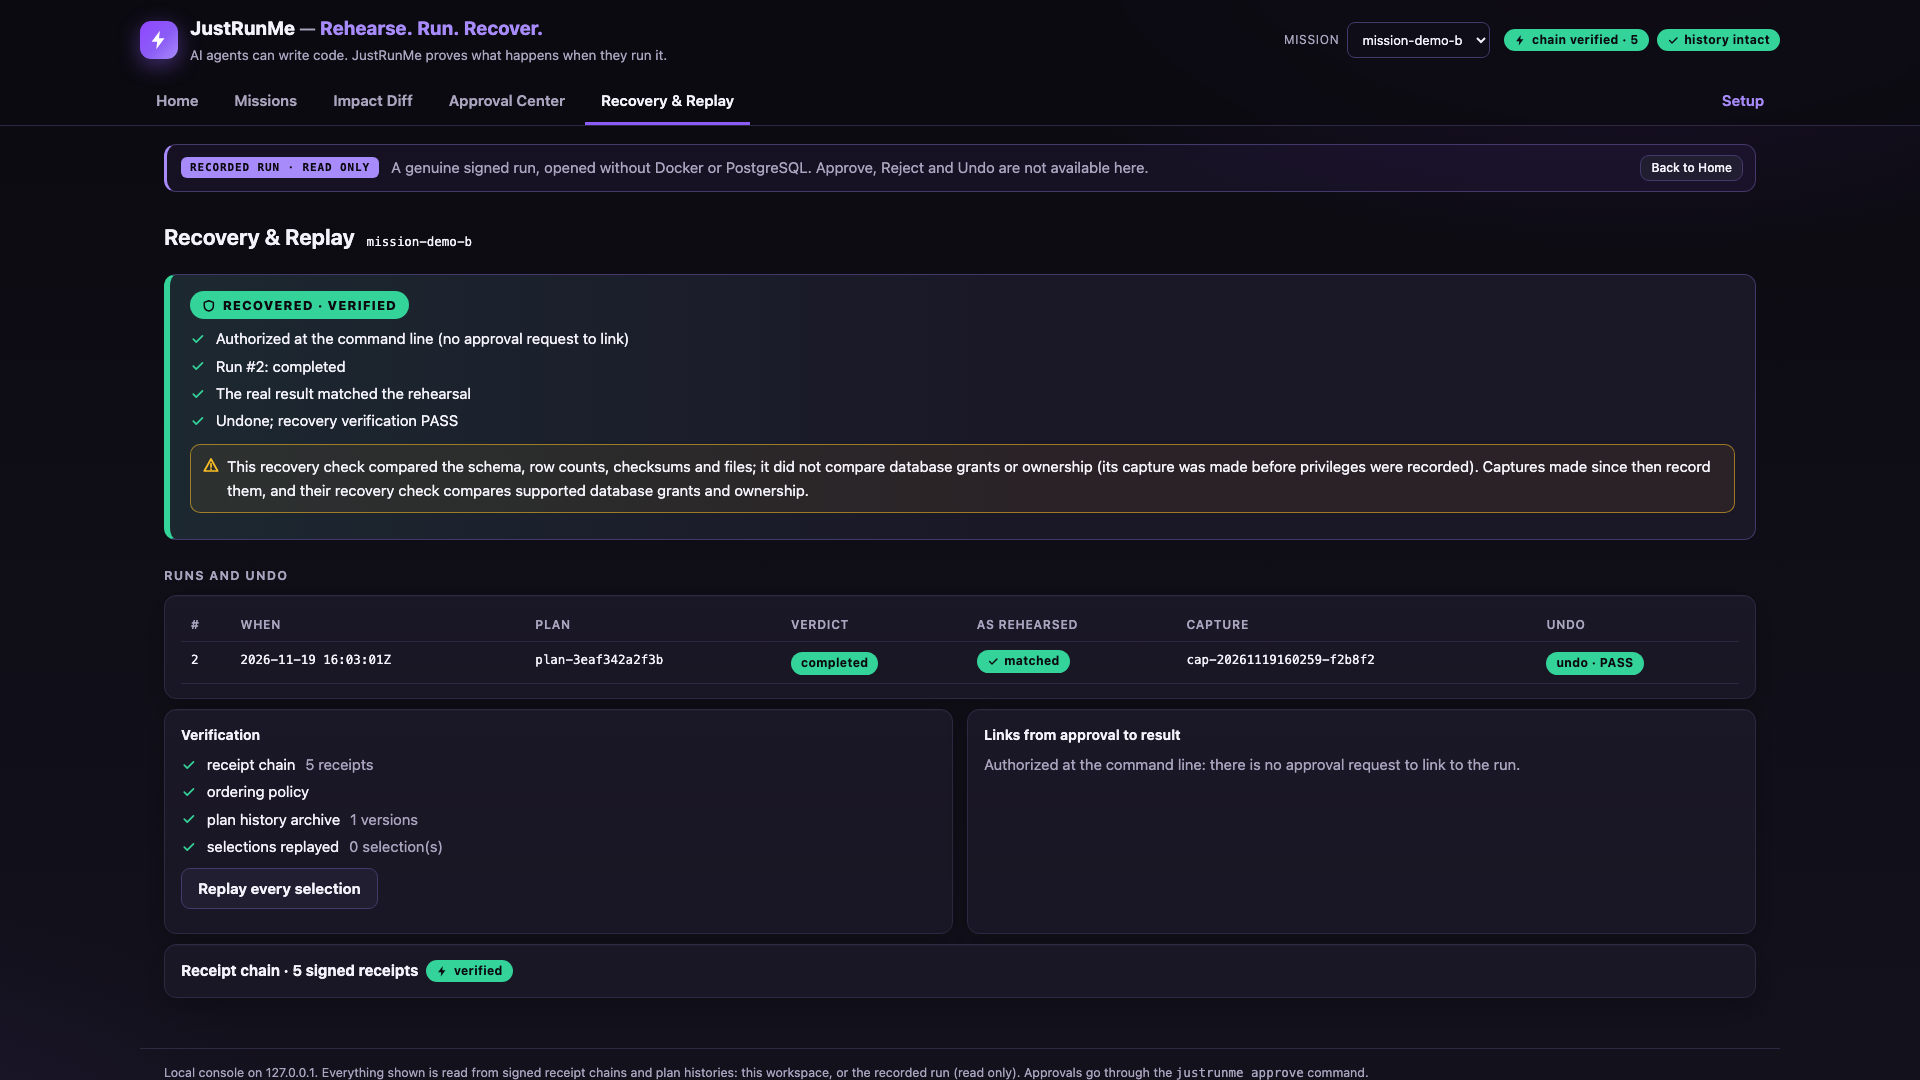 JustRunMe — Rehearse. Run. Recover.
AI agents can write code. JustRunMe proves what happens when they run it.
MISSION
mission-demo-b
chain verified · 5
history intact
Home
Missions
Impact Diff
Approval Center
Recovery & Replay
Setup
RECORDED RUN · READ ONLY
A genuine signed run, opened without Docker or PostgreSQL. Approve, Reject and Undo are not available here.
Back to Home
Recovery & Replay mission-demo-b
RECOVERED · VERIFIED
Authorized at the command line (no approval request to link)
Run #2: completed
The real result matched the rehearsal
Undone; recovery verification PASS
This recovery check compared the schema, row counts, checksums and files; it did not compare database grants or ownership (its capture was made before privileges were recorded). Captures made since then record
them, and their recovery check compares supported database grants and ownership.
RUNS AND UNDO
# WHEN PLAN VERDICT AS REHEARSED CAPTURE UNDO
2 2026-11-19 16:03:01Z plan-3eaf342a2f3b completed matched cap-20261119160259-f2b8f2 undo · PASS
Verification
receipt chain 5 receipts
ordering policy
plan history archive 1 versions
selections replayed 0 selection(s)
Replay every selection
Links from approval to result
Authorized at the command line: there is no approval request to link to the run.
Receipt chain · 5 signed receipts verified
Local console on 127.0.0.1. Everything shown is read from signed receipt chains and plan histories: this workspace, or the recorded run (read only). Approvals go through the justrunme approve command.